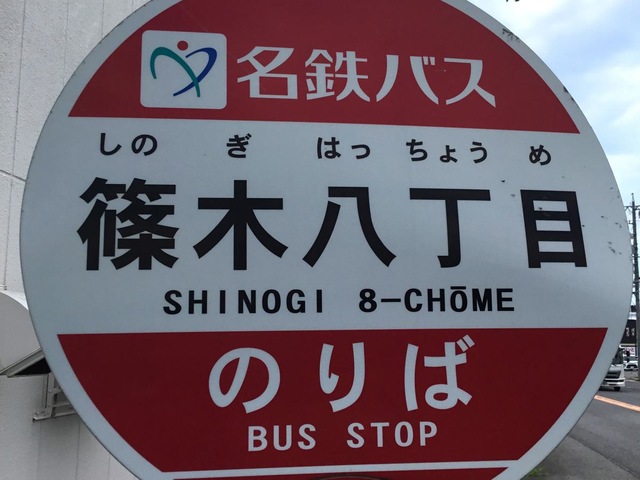 名鉄バス
しの ぎ はっ ちょう め
篠木八丁目
SHINOGI 8-CHŌME
のりば
BUS STOP